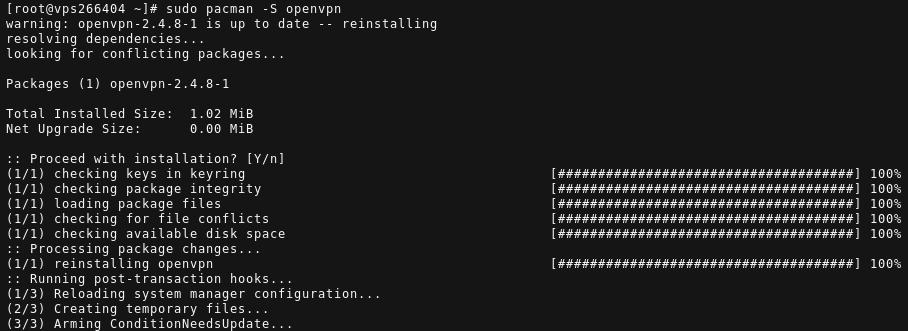 [root@vps266404 ~]# sudo pacman -S openvpn
warning: openvpn-2.4.8-1 is up to date -- reinstalling
resolving dependencies...
looking for conflicting packages...

Packages (1) openvpn-2.4.8-1

Total Installed Size:  1.02 MiB
Net Upgrade Size:      0.00 MiB

:: Proceed with installation? [Y/n]
(1/1) checking keys in keyring                                      [#####################################] 100%
(1/1) checking package integrity                                    [#####################################] 100%
(1/1) loading package files                                         [#####################################] 100%
(1/1) checking for file conflicts                                   [#####################################] 100%
(1/1) checking available disk space                                 [#####################################] 100%
:: Processing package changes...
(1/1) reinstalling openvpn                                          [#####################################] 100%
:: Running post-transaction hooks...
(1/3) Reloading system manager configuration...
(2/3) Creating temporary files...
(3/3) Arming ConditionNeedsUpdate...